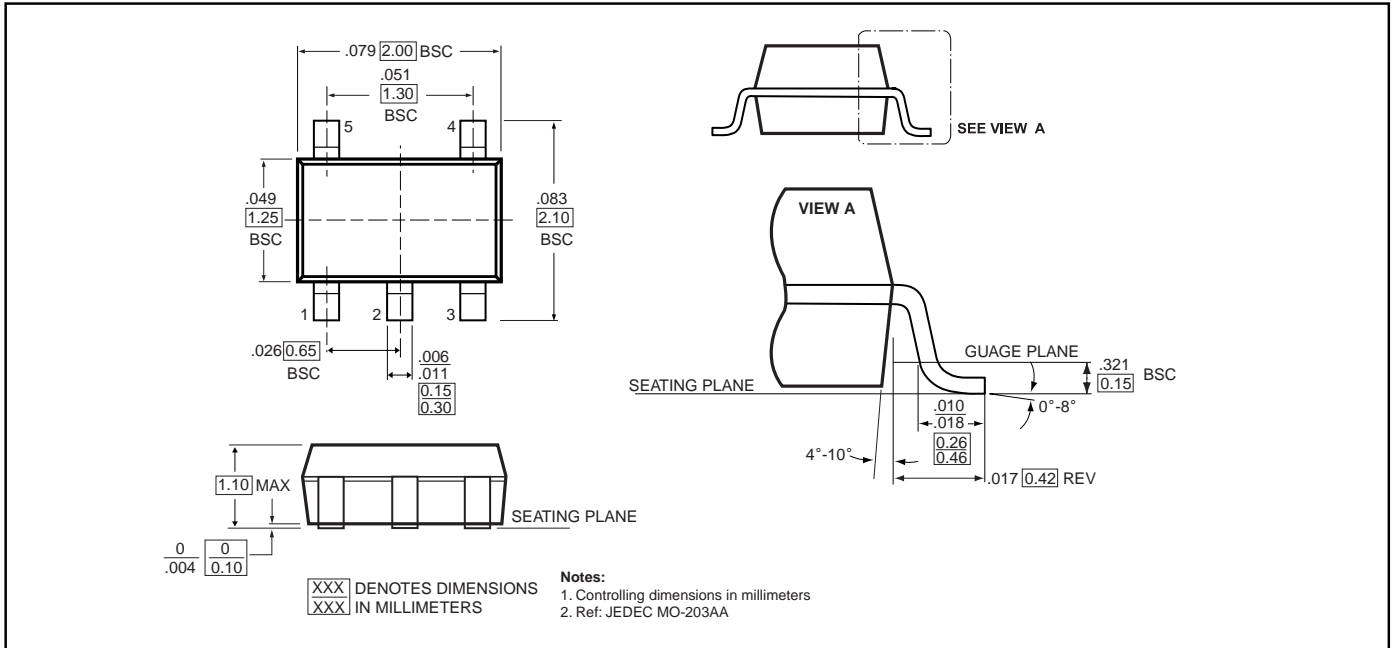 .079 2.00 BSC
.051
1.30
BSC
5
4
.049
1.25
BSC
.083
2.10
BSC
1
2
3
.026 0.65
BSC
.006
.011
0.15
0.30
1.10 MAX
SEATING PLANE
0
.004
0
0.10
XXX DENOTES DIMENSIONS
XXX IN MILLIMETERS
Notes:
1. Controlling dimensions in millimeters
2. Ref: JEDEC MO-203AA
SEE VIEW A
VIEW A
GUAGE PLANE
SEATING PLANE
.321
0.15
BSC
0°-8°
.010
.018
0.26
0.46
4°-10°
.017 0.42 REV